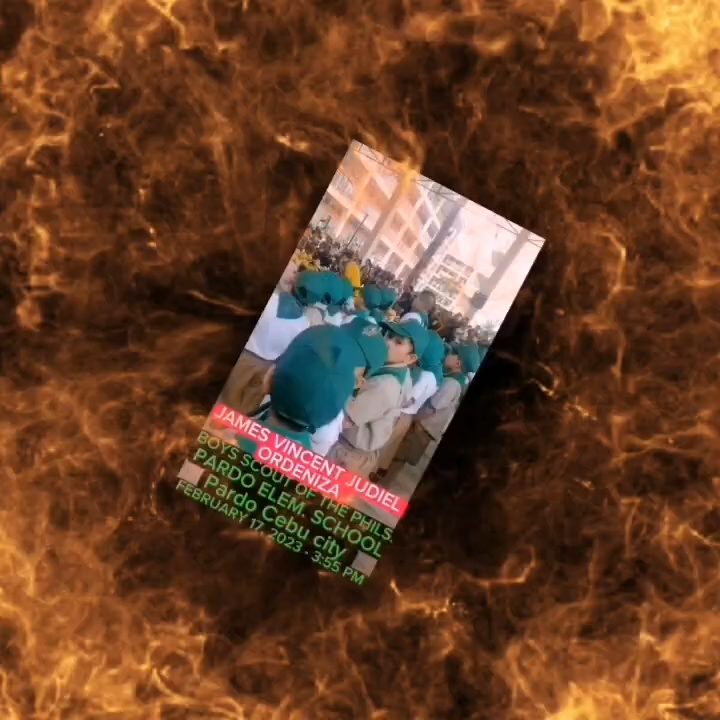 JAMES VINCENT JUDIEL
ORDENIZA
BOYS SCOUT OF THE PHILS.
PARDO ELEM. SCHOOL
Pardo Cebu city
FEBRUARY 17, 2023 . 3:55 PM